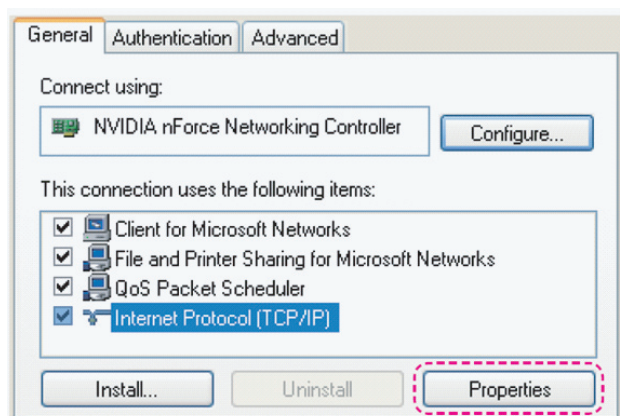 General Authentication Advanced
Connect using:
NVIDIA nForce Networking Controller Configure...
This connection uses the following items:
Client for Microsoft Networks
File and Printer Sharing for Microsoft Networks
QoS Packet Scheduler
Internet Protocol (TCP/IP)
Install... Uninstall Properties